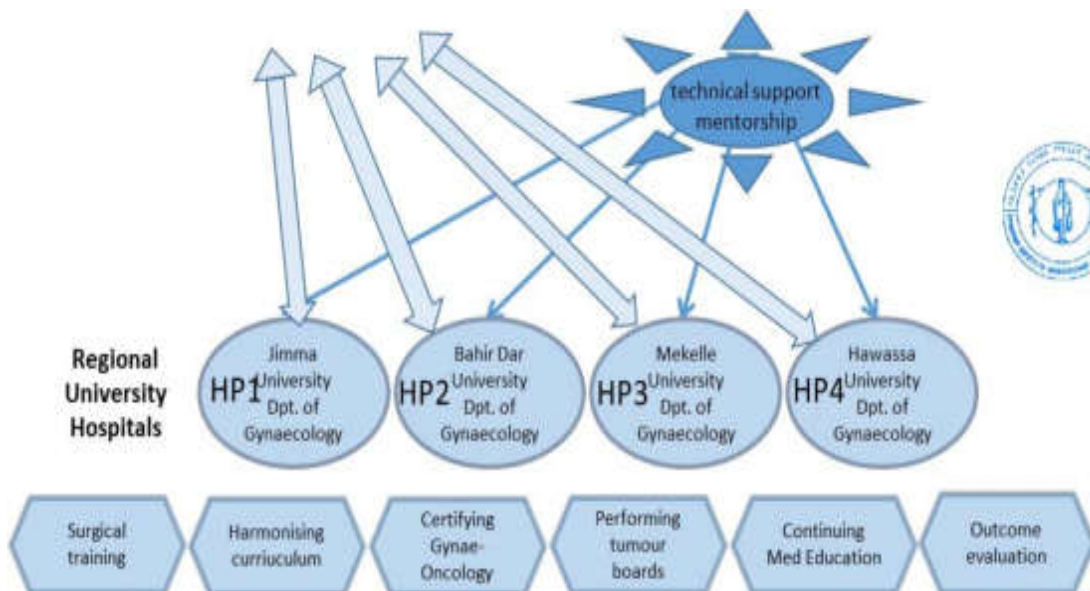 technical support
mentorship
Regional
University
Hospitals
HP1
Jimma
University
Dpt. of
Gynaecology
HP2
Bahir Dar
University
Dpt. of
Gynaecology
HP3
Mekelle
University
Dpt. of
Gynaecology
HP4
Hawassa
University
Dpt. of
Gynaecology
Surgical
training
Harmonising
curriuculum
Certifying
Gynae-
Oncology
Performing
tumour
boards
Continuing
Med Education
Outcome
evaluation